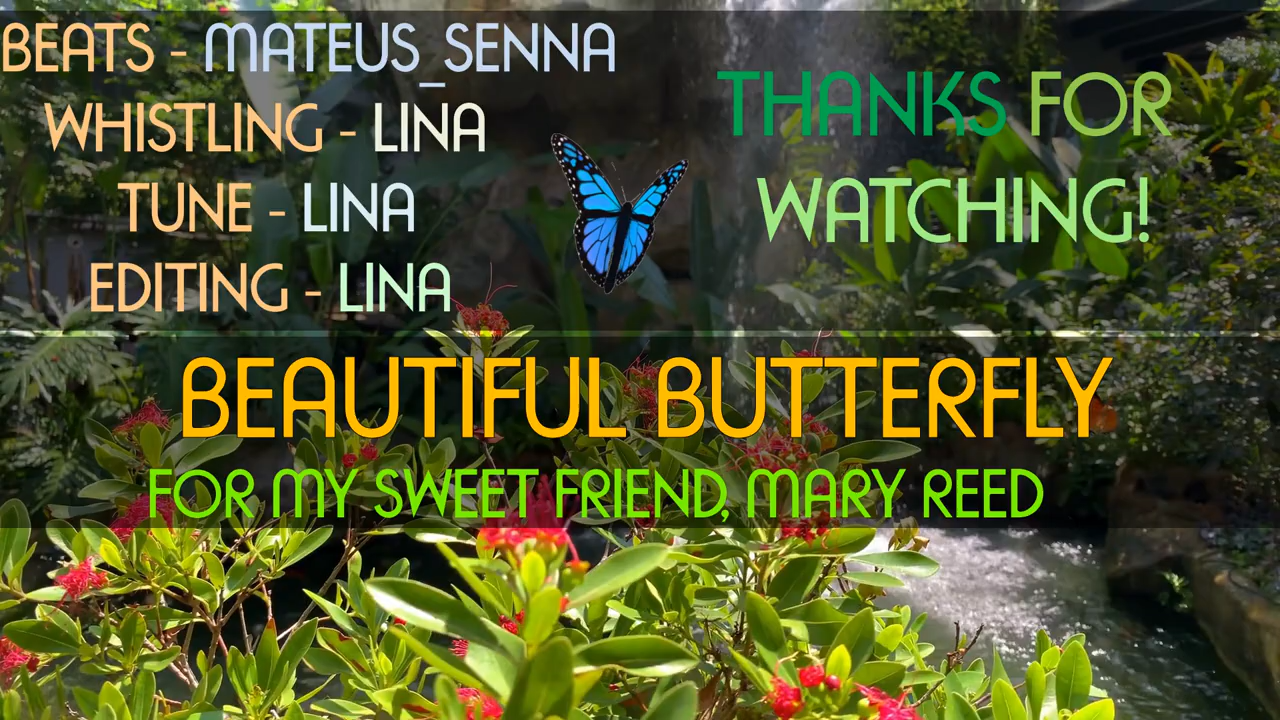 BEATS - MATEUS_SENNA
WHISTLING - LINA
TUNE - LINA
EDITING - LINA
THANKS FOR
WATCHING!
BEAUTIFUL BUTTERFLY
FOR MY SWEET FRIEND, MARY REED